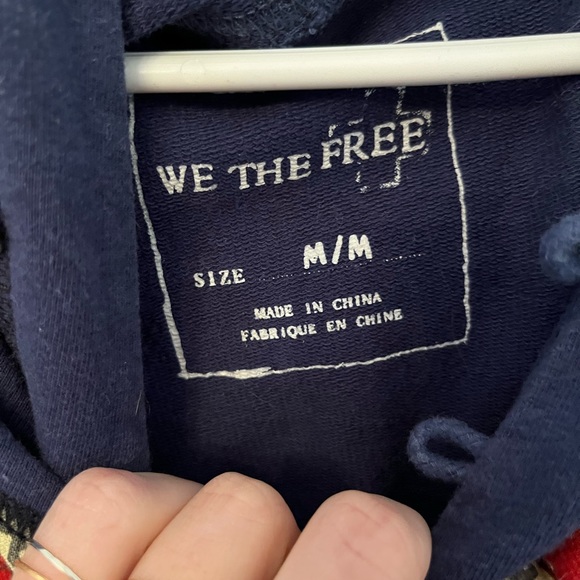 WE THE FREE
SIZE M/M
MADE IN CHINA
FABRIQUE EN CHINE